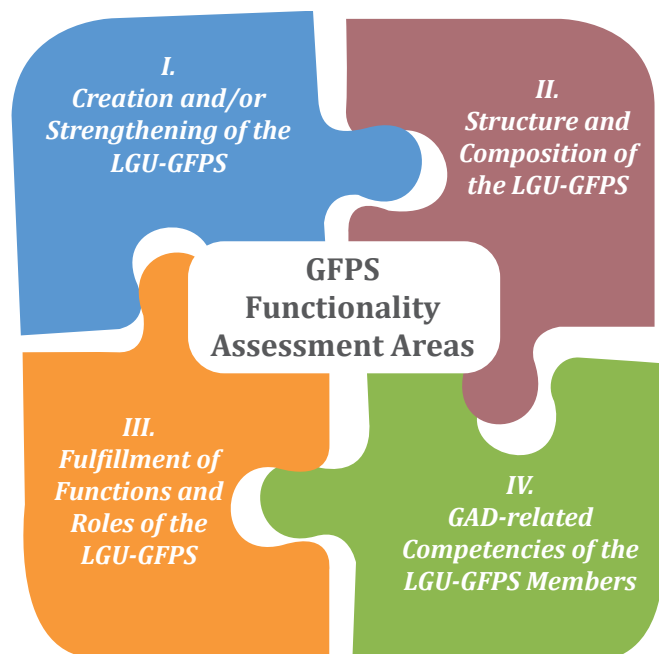 I.
Creation and/or
Strengthening of the
LGU-GFPS
II.
Structure and
Composition of
the LGU-GFPS
GFPS
Functionality
Assessment Areas
III.
Fulfillment of
Functions and
Roles of the
LGU-GFPS
IV.
GAD-related
Competencies of the
LGU-GFPS Members